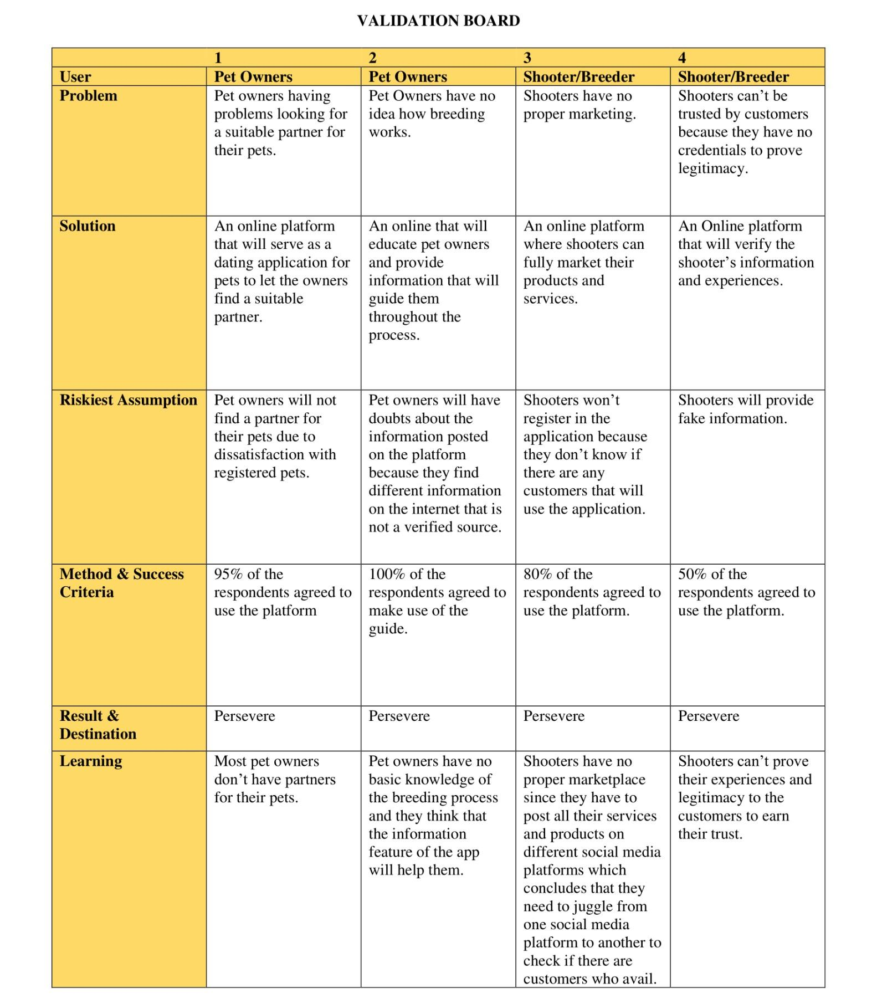 VALIDATION BOARD
1
2
3
4
User
Pet Owners
Pet Owners
Shooter/Breeder
Shooter/Breeder
Problem
Pet owners having
problems looking for
a suitable partner for
their pets.
Pet Owners have no
idea how breeding
works.
Shooters have no
proper marketing.
Shooters can’t be
trusted by customers
because they have no
credentials to prove
legitimacy.
Solution
An online platform
that will serve as a
dating application for
pets to let the owners
find a suitable
partner.
An online that will
educate pet owners
and provide
information that will
guide them
throughout the
process.
An online platform
where shooters can
fully market their
products and
services.
An Online platform
that will verify the
shooter’s information
and experiences.
Riskiest Assumption
Pet owners will not
find a partner for
their pets due to
dissatisfaction with
registered pets.
Pet owners will have
doubts about the
information posted
on the platform
because they find
different information
on the internet that is
not a verified source.
Shooters won’t
register in the
application because
they don’t know if
there are any
customers that will
use the application.
Shooters will provide
fake information.
Method & Success
Criteria
95% of the
respondents agreed to
use the platform
100% of the
respondents agreed to
make use of the
guide.
80% of the
respondents agreed to
use the platform.
50% of the
respondents agreed to
use the platform.
Result &
Destination
Persevere
Persevere
Persevere
Persevere
Learning
Most pet owners
don’t have partners
for their pets.
Pet owners have no
basic knowledge of
the breeding process
and they think that
the information
feature of the app
will help them.
Shooters have no
proper marketplace
since they have to
post all their services
and products on
different social media
platforms which
concludes that they
need to juggle from
one social media
platform to another to
check if there are
customers who avail.
Shooters can’t prove
their experiences and
legitimacy to the
customers to earn
their trust.